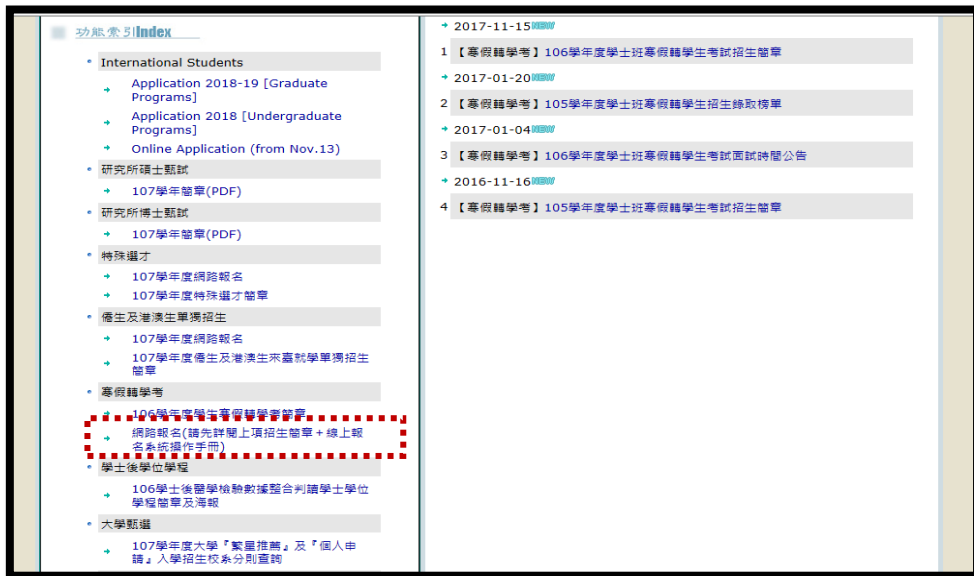 功能索引Index
International Students
Application 2018-19 [Graduate
Programs]
Application 2018 [Undergraduate
Programs]
Online Application (from Nov.13)
研究所碩士甄試
107學年簡章(PDF)
研究所博士甄試
107學年簡章(PDF)
特殊選才
107學年度網路報名
107學年度特殊選才簡章
僑生及港澳生單獨招生
107學年度網路報名
107學年度僑生及港澳生來臺就學單獨招生
簡章
寒假轉學考
106學年度學生寒假轉學考簡章
網路報名(請先詳閱上項招生簡章+線上報
名系統操作手冊)
學士後學位學程
106學士後醫學檢驗數據整合判讀學士學位
學程簡章及海報
大學甄選
107學年度大學『繁星推薦』及『個人申
請』入學招生校系分則查詢
2017-11-15NEW
1 【寒假轉學考】106學年度學士班寒假轉學生考試招生簡章
2017-01-20NEW
2 【寒假轉學考】105學年度學士班寒假轉學生招生錄取榜單
2017-01-04NEW
3 【寒假轉學考】106學年度學士班寒假轉學生考試面試時間公告
2016-11-16NEW
4 【寒假轉學考】105學年度學士班寒假轉學生考試招生簡章